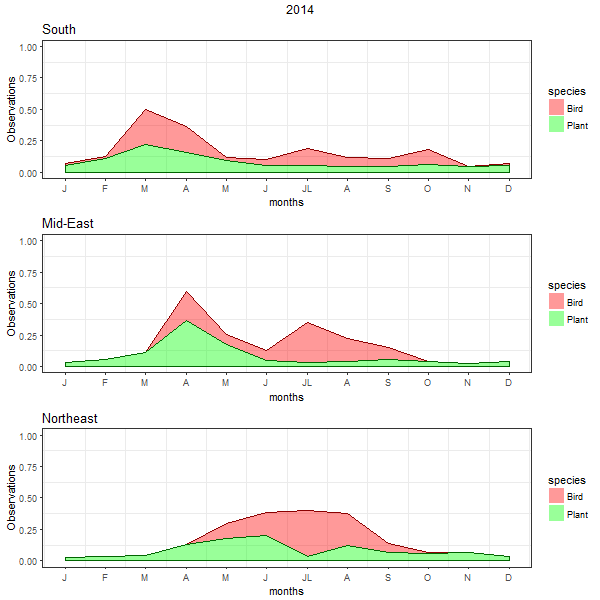 2014
South
Observations
1.00
0.75
0.50
0.25
0.00
J F M A M J JL A S O N D
months
species
Bird
Plant
Mid-East
Observations
1.00
0.75
0.50
0.25
0.00
J F M A M J JL A S O N D
months
species
Bird
Plant
Northeast
Observations
1.00
0.75
0.50
0.25
0.00
J F M A M J JL A S O N D
months
species
Bird
Plant